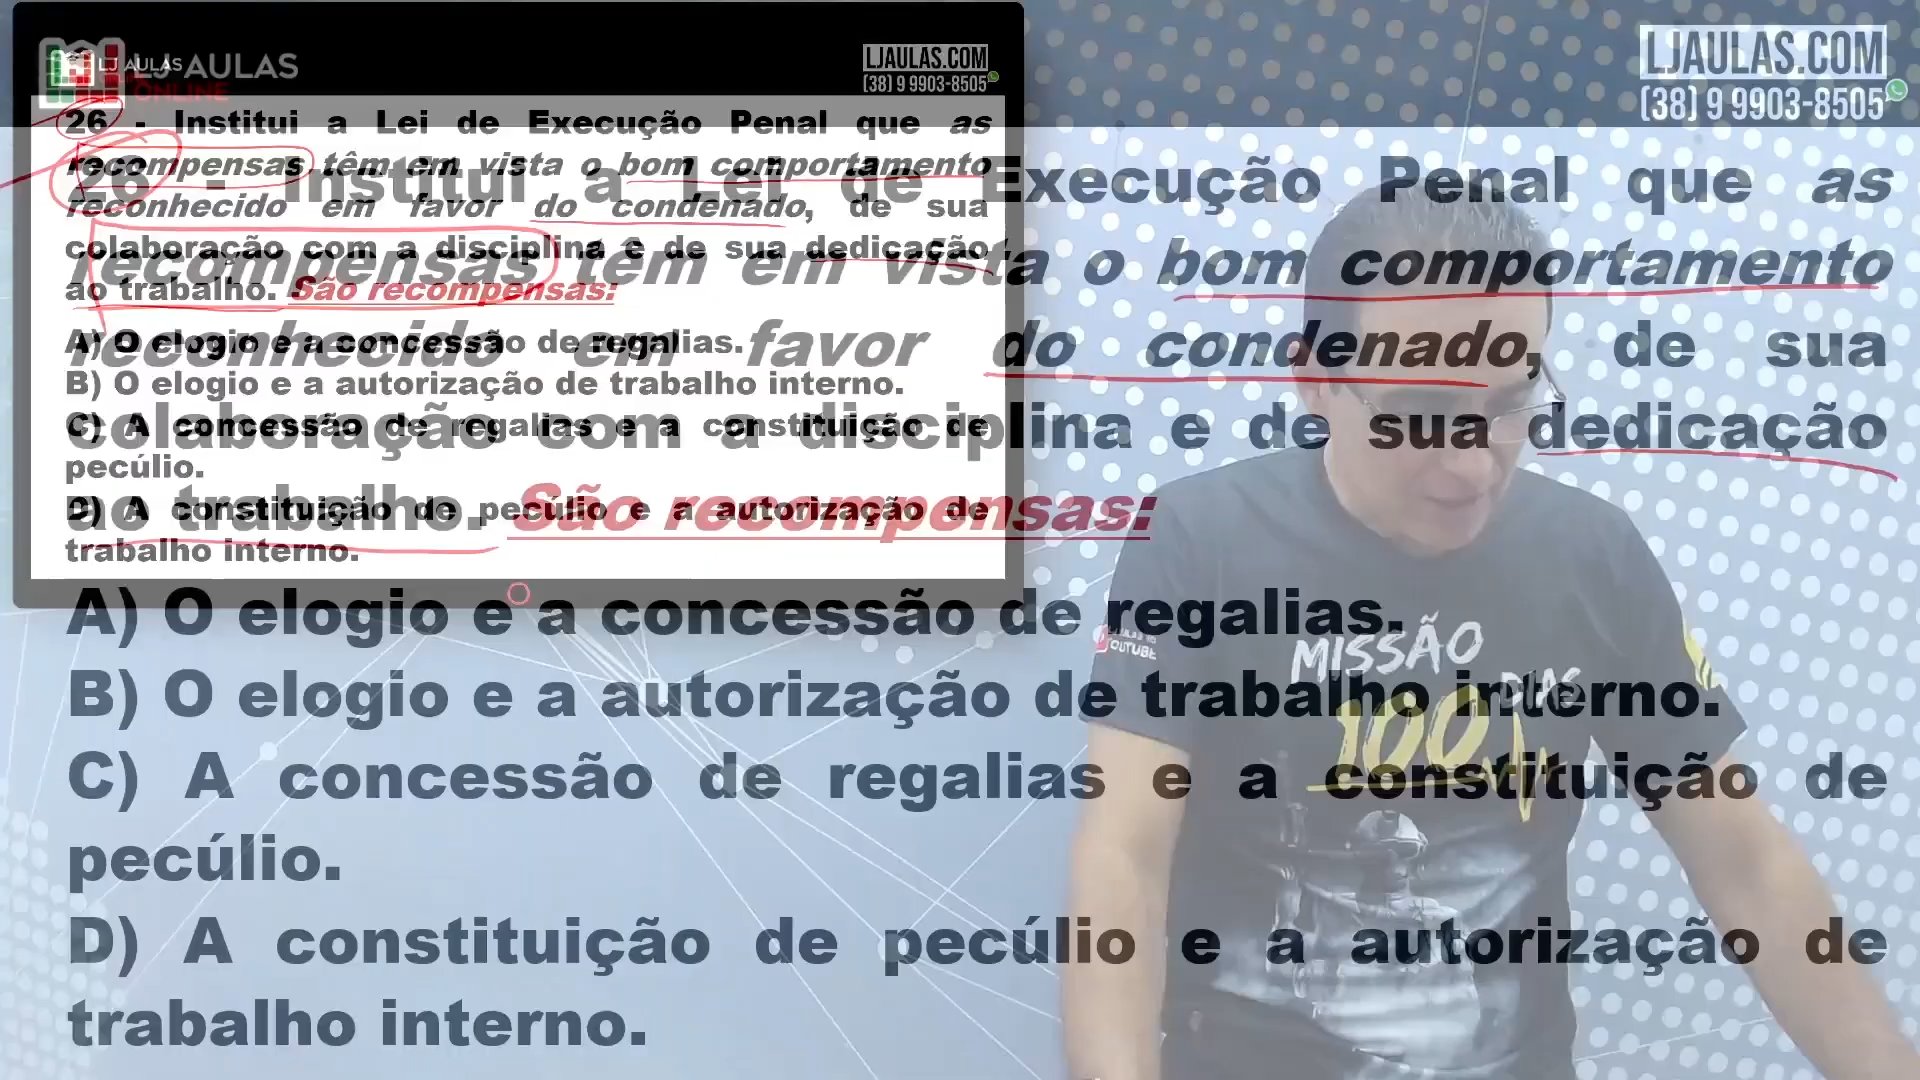 LJ AULAS
LJ AULAS
ONLINE
LJAULAS.COM
(38) 9 9903-8505
LJAULAS.COM
(38) 9 9903-8505
26 - Institui a Lei de Execução Penal que as
recompensas têm em vista o bom comportamento
reconhecido em favor do condenado, de sua
colaboração com a disciplina e de sua dedicação
ao trabalho. São recompensas:
A) O elogio e a concessão de regalias.
B) O elogio e a autorização de trabalho interno.
C) A concessão de regalias e a constituição de
pecúlio.
D) A constituição de pecúlio e a autorização de
trabalho interno.
26 - Institui a Lei de Execução Penal que as
recompensas têm em vista o bom comportamento
reconhecido em favor do condenado, de sua
colaboração com a disciplina e de sua dedicação
ao trabalho. São recompensas:
A) O elogio e a concessão de regalias.
B) O elogio e a autorização de trabalho interno.
C) A concessão de regalias e a constituição de
pecúlio.
D) A constituição de pecúlio e a autorização de
trabalho interno.
MISSÃO
100
DIAS
YOUTUBE